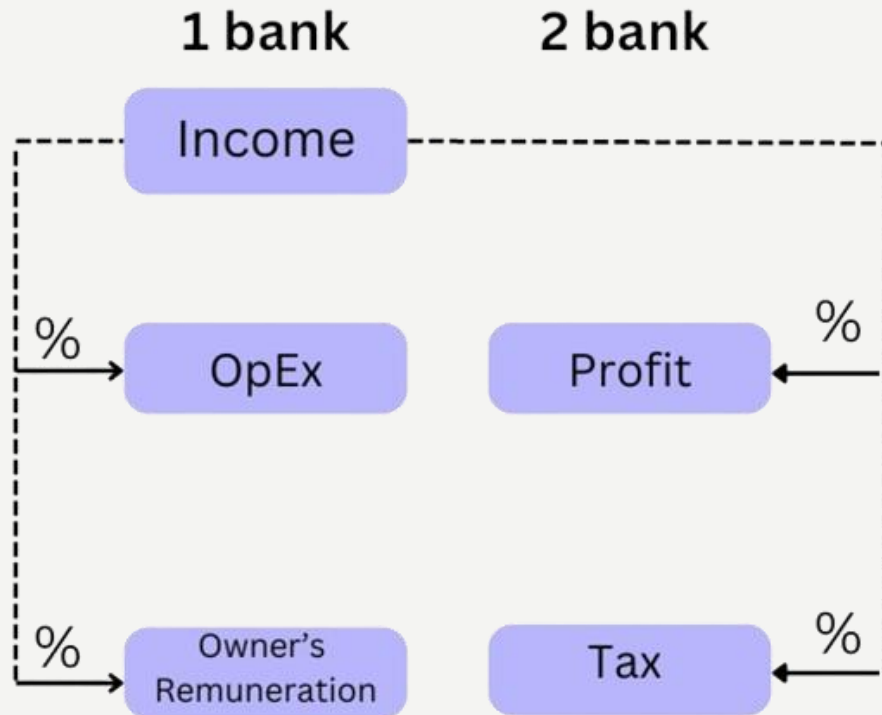 1 bank 2 bank
Income
% %
OpEx Profit
% %
Owner’s
Remuneration
Tax